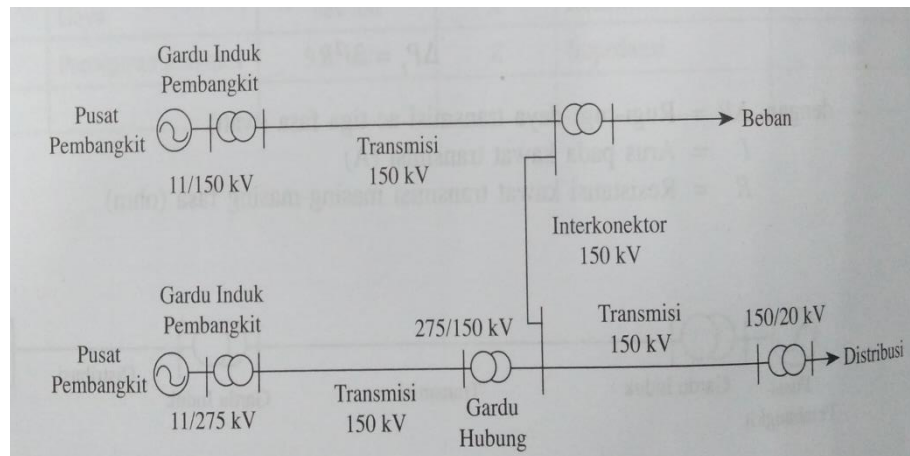 Gardu Induk
Pembangkit
Pusat
Pembangkit
11/150 kV
Transmisi
150 kV
Beban
Interkonektor
150 kV
Gardu Induk
Pembangkit
Pusat
Pembangkit
11/275 kV
Transmisi
150 kV
275/150 kV
Gardu
Hubung
Transmisi
150 kV
150/20 kV
Distribusi